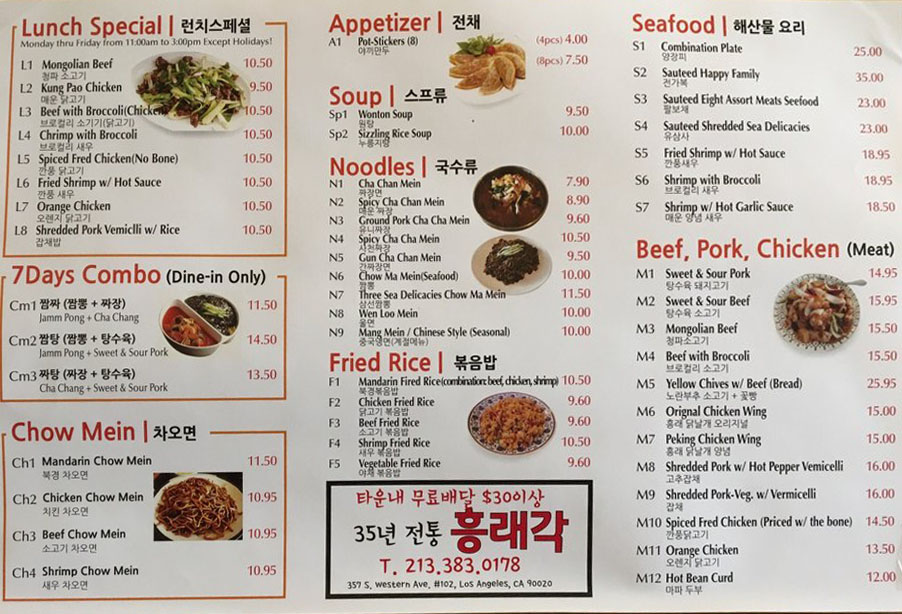 Lunch Special | 런치스페셜
Monday thru Friday from 11:00am to 3:00pm Except Holidays!
L1 Mongolian Beef 10.50
청파 소고기
L2 Kung Pao Chicken 9.50
매운 닭고기
L3 Beef with Broccoli(Chicken) 10.50
브로컬리 소기기(닭고기)
L4 Chrimp with Broccoli 10.50
브로컬리 새우
L5 Spiced Fred Chicken(No Bone) 10.50
깐풍 닭고기
L6 Fried Shrimp w/ Hot Sauce 10.50
깐풍 새우
L7 Orange Chicken 10.50
오렌지 닭고기
L8 Shredded Pork Vemiclli w/ Rice 10.50
잡채밥
7Days Combo (Dine-in Only)
Cm1 짬짜 (짬뽕 + 짜장) 11.50
Jamm Pong + Cha Chang
Cm2 짬탕 (짬뽕 + 탕수육) 14.50
Jamm Pong + Sweet & Sour Pork
Cm3 짜탕 (짜장 + 탕수육) 13.50
Cha Chang + Sweet & Sour Pork
Chow Mein | 차오면
Ch1 Mandarin Chow Mein 11.50
북경 차오면
Ch2 Chicken Chow Mein 10.95
치킨 차오면
Ch3 Beef Chow Mein 10.95
소고기 차오면
Ch4 Shrimp Chow Mein 10.95
새우 차오면
Appetizer | 전채
A1 Pot-Stickers (8) (4pcs) 4.00
야끼만두 (8pcs) 7.50
Soup | 스프류
Sp1 Wonton Soup 9.50
원탕
Sp2 Sizzling Rice Soup 10.00
누룽지탕
Noodles | 국수류
N1 Cha Chan Mein 7.90
짜장면
N2 Spicy Cha Chan Mein 8.90
매운 짜장
N3 Ground Pork Cha Cha Mein 9.60
유니짜장
N4 Spicy Cha Cha Mein 10.50
사천짜장
N5 Gun Cha Chan Mein 9.50
간짜장면
N6 Chow Ma Mein(Seafood) 10.00
짬뽕
N7 Three Sea Delicacies Chow Ma Mein 11.50
삼선짬뽕
N8 Wen Loo Mein 10.00
울면
N9 Mang Mein / Chinese Style (Seasonal) 10.00
중국냉면(계절메뉴)
Fried Rice | 볶음밥
F1 Mandarin Fired Rice(combination: beef, chicken, shrimp) 10.50
북경볶음밥
F2 Chicken Fried Rice 9.60
닭고기 볶음밥
F3 Beef Fried Rice 9.60
소고기 볶음밥
F4 Shrimp Fried Rice 10.50
새우 볶음밥
F5 Vegetable Fried Rice 9.60
야채 볶음밥
타운내 무료배달 $30이상
35년 전통 흥래각
T. 213.383.0178
357 S. Western Ave, #102, Los Angeles, CA 90020
Seafood | 해산물 요리
S1 Combination Plate 25.00
양장피
S2 Sauteed Happy Family 35.00
전가복
S3 Sauteed Eight Assort Meats Seefood 23.00
팔보채
S4 Sauteed Shredded Sea Delicacies 23.00
유삼사
S5 Fried Shrimp w/ Hot Sauce 18.95
깐풍새우
S6 Shrimp with Broccoli 18.95
브로컬리 새우
S7 Shrimp w/ Hot Garlic Sauce 18.50
매운 양념 새우
Beef, Pork, Chicken (Meat)
M1 Sweet & Sour Pork 14.95
탕수육 돼지고기
M2 Sweet & Sour Beef 15.95
탕수육 소고기
M3 Mongolian Beef 15.50
청파소고기
M4 Beef with Broccoli 15.50
브로컬리 소고기
M5 Yellow Chives w/ Beef (Bread) 25.95
노란부추 소고기 + 꽃빵
M6 Orignal Chicken Wing 15.00
흥래 닭날개 오리지널
M7 Peking Chicken Wing 15.00
흥래 닭날개 양념
M8 Shredded Pork w/ Hot Pepper Vemicelli 16.00
고추잡채
M9 Shredded Pork-Veg. w/ Vermicelli 16.00
잡채
M10 Spiced Fred Chicken (Priced w/ the bone) 14.50
깐풍닭고기
M11 Orange Chicken 13.50
오렌지 닭고기
M12 Hot Bean Curd 12.00
마파 두부